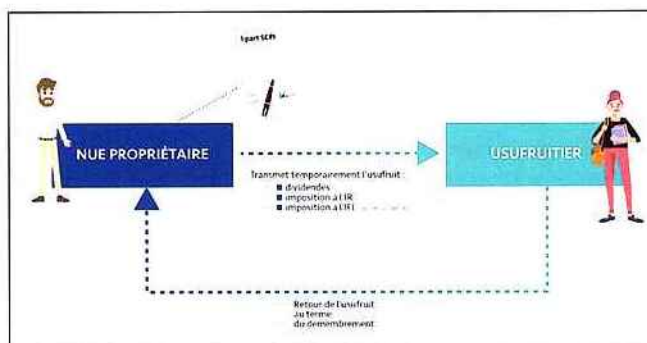 1 part SCPI
NUE PROPRIÉTAIRE
USUFRUITIER
Transmet temporairement l'usufruit :
dividendes
imposition à l'IR
imposition à l'IFI
Retour de l'usufruit
au terme
du démembrement